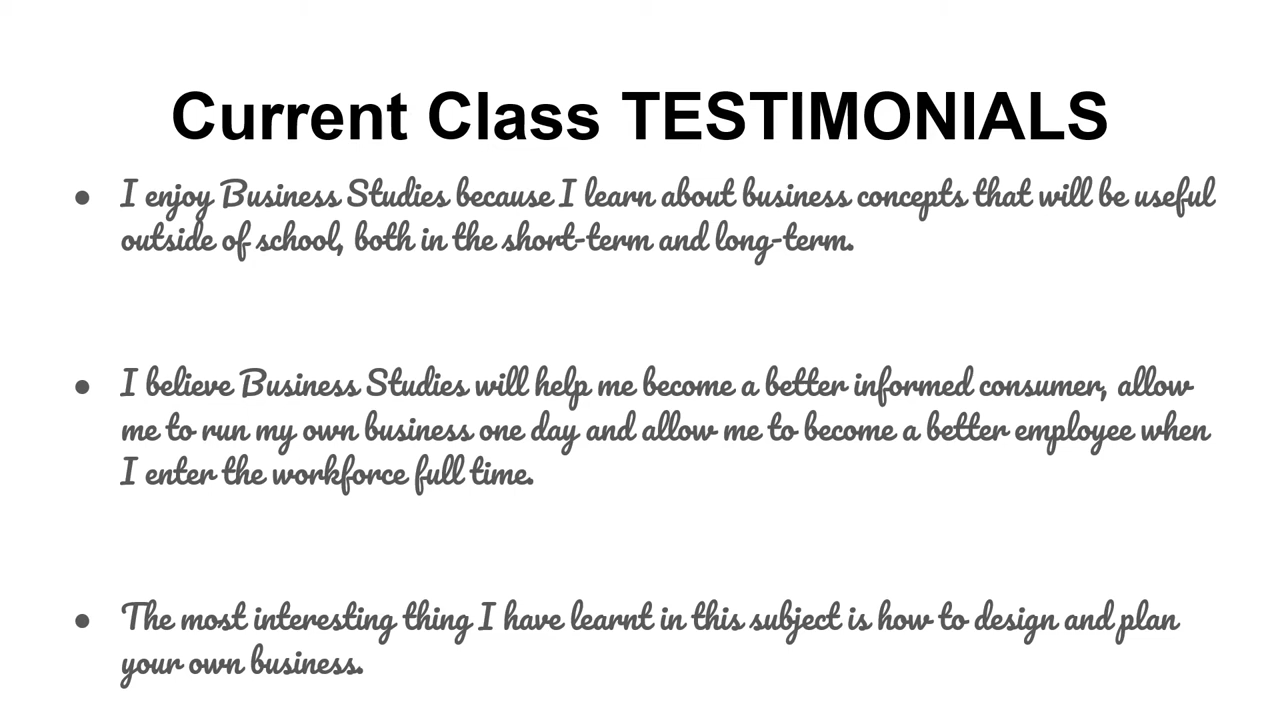 Current Class TESTIMONIALS
● I enjoy Business Studies because I learn about business concepts that will be useful
outside of school, both in the short-term and long-term.
● I believe Business Studies will help me become a better informed consumer, allow
me to run my own business one day and allow me to become a better employee when
I enter the workforce full time.
● The most interesting thing I have learnt in this subject is how to design and plan
your own business.